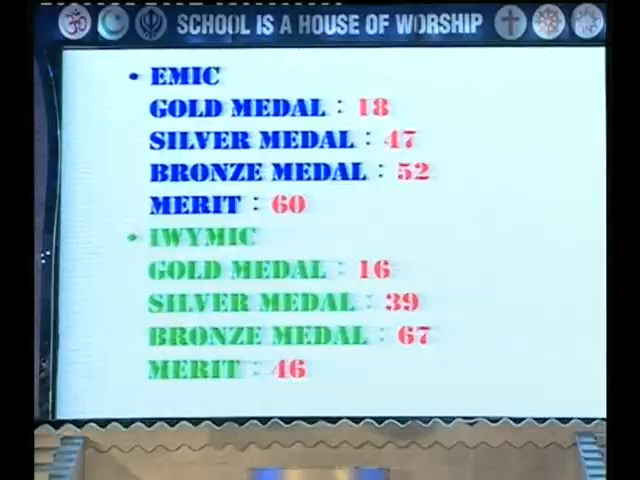 SCHOOL IS A HOUSE OF WORSHIP
• EMIC
GOLD MEDAL : 18
SILVER MEDAL : 47
BRONZE MEDAL : 52
MERIT : 60
• IWYMIC
GOLD MEDAL : 16
SILVER MEDAL : 39
BRONZE MEDAL : 67
MERIT : 46